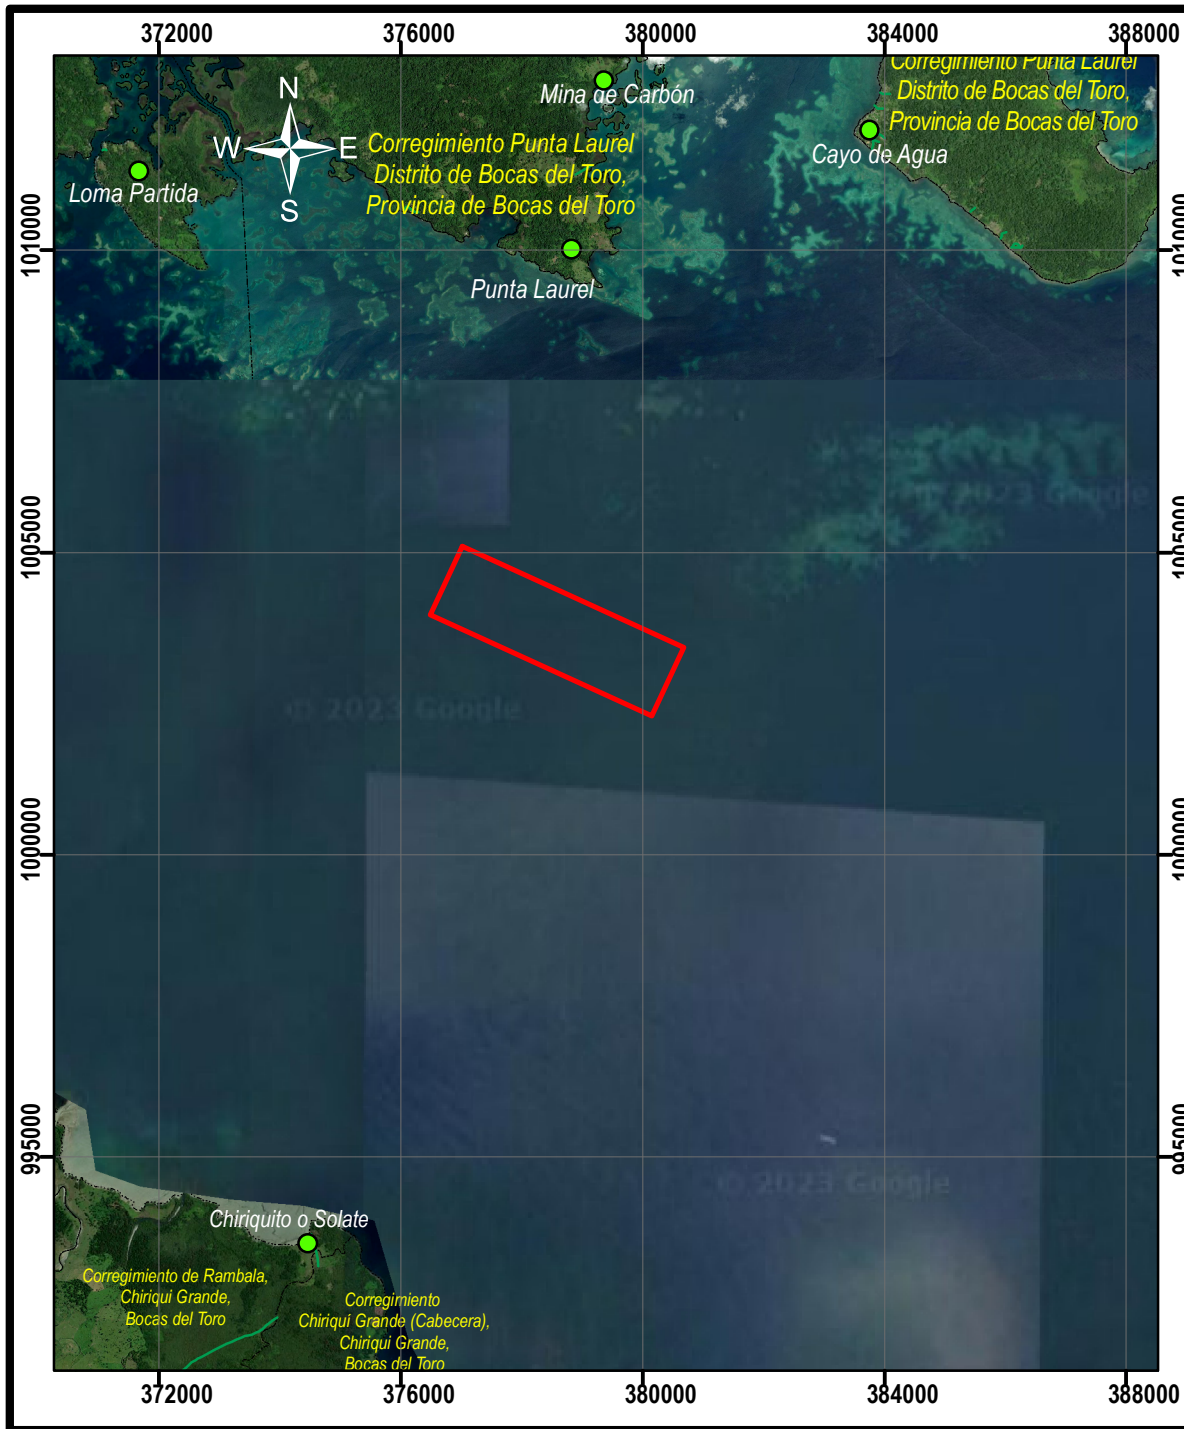 372000
376000
380000
384000
388000
Mina de Carbón
Corregimiento Punta Laurel
Distrito de Bocas del Toro,
Provincia de Bocas del Toro
Cayo de Agua
N
W
E
S
Corregimiento Punta Laurel
Distrito de Bocas del Toro,
Provincia de Bocas del Toro
Loma Partida
Punta Laurel
1010000
1010000
© 2023 Google
1005000
1005000
© 2023 Google
1000000
1000000
995000
995000
© 2023 Google
Chiriquito o Solate
Corregimiento de Rambala,
Chiriqui Grande,
Bocas del Toro
Corregimiento
Chiriqui Grande (Cabecera),
Chiriqui Grande,
Bocas del Toro
372000
376000
380000
384000
388000